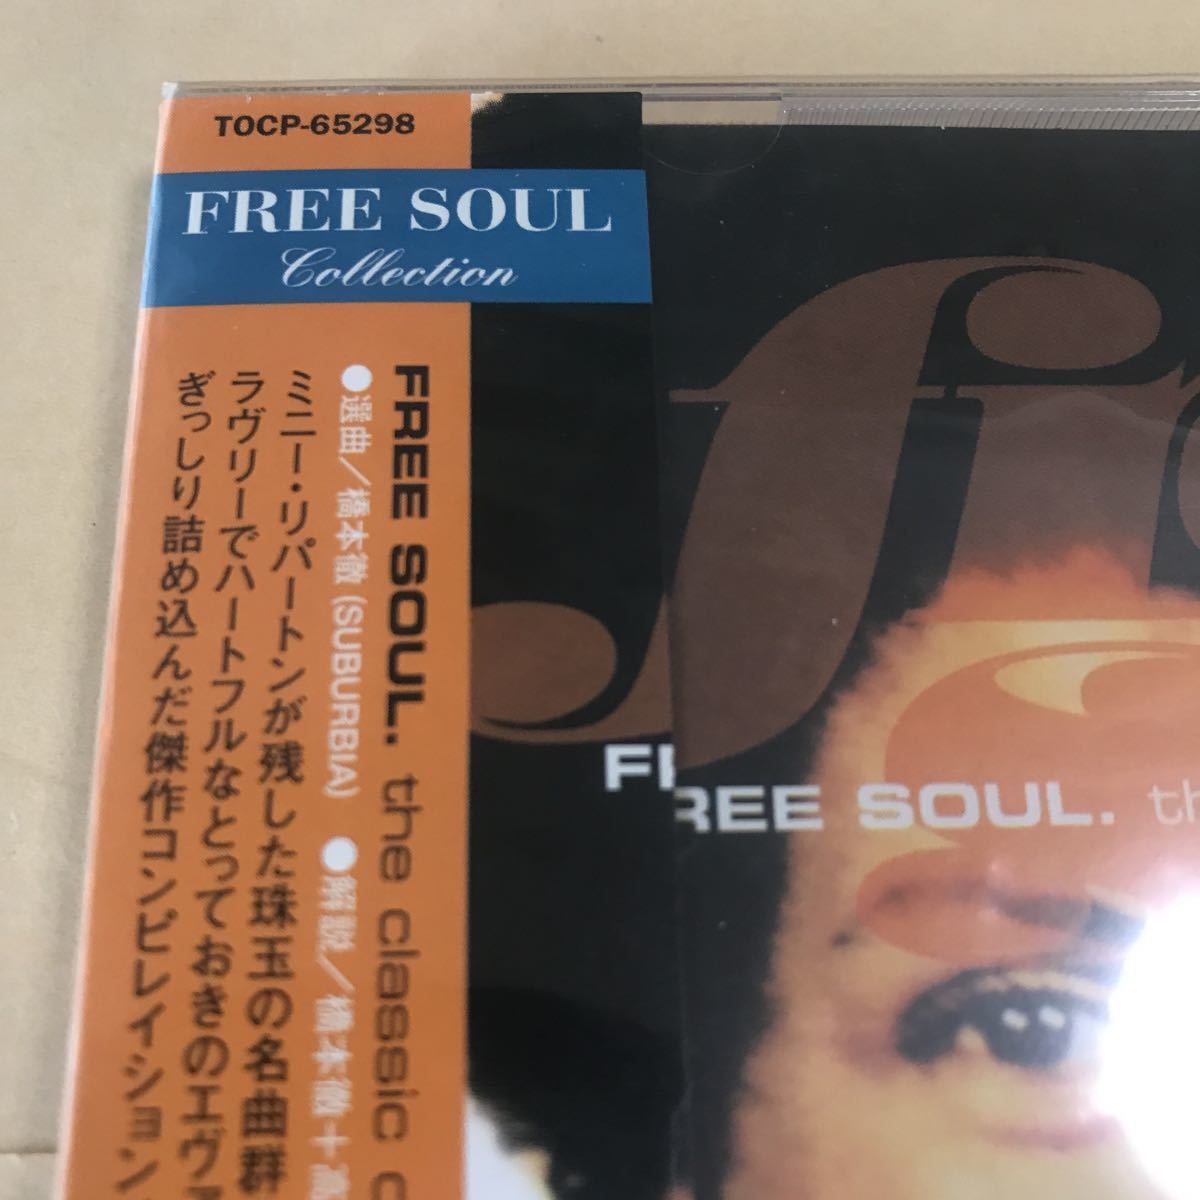 TOCP-65298
FREE SOUL
Collection
FREE SOUL. the classic
●選曲/橋本徹 (SUBURBIA) ●解説/橋本徹+
ミニー・リパートンが残した珠玉の名曲群
ラヴリーでハートフルなとっておきのエヴ
ぎっしり詰め込んだ傑作コンピレイション
REE SOUL. th